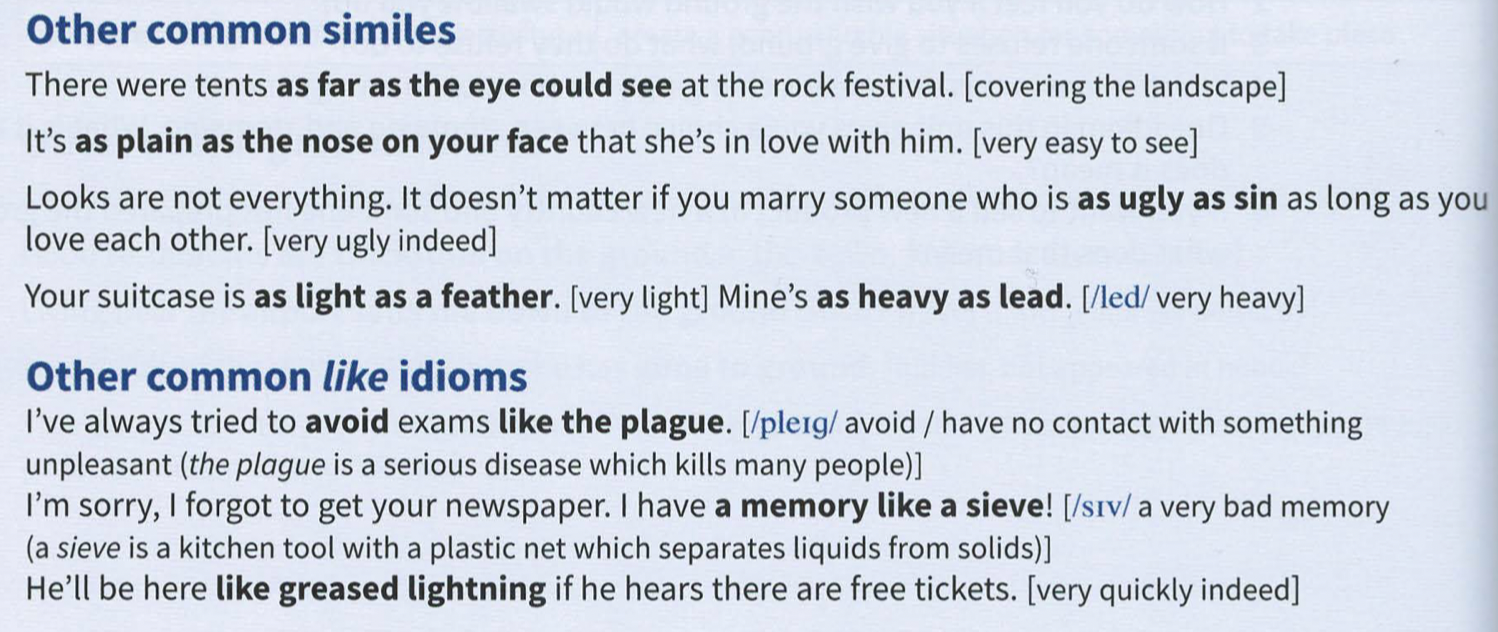 Other common similes
There were tents as far as the eye could see at the rock festival. [covering the landscape]
It's as plain as the nose on your face that she's in love with him. [very easy to see]
Looks are not everything. It doesn't matter if you marry someone who is as ugly as sin as long as you
love each other. [very ugly indeed]
Your suitcase is as light as a feather. [very light] Mine's as heavy as lead. [/led/ very heavy]
Other common like idioms
I've always tried to avoid exams like the plague. [/pleɪg/ avoid / have no contact with something
unpleasant (the plague is a serious disease which kills many people)]
I'm sorry, I forgot to get your newspaper. I have a memory like a sieve! [/sɪv/ a very bad memory
(a sieve is a kitchen tool with a plastic net which separates liquids from solids)]
He'll be here like greased lightning if he hears there are free tickets. [very quickly indeed]